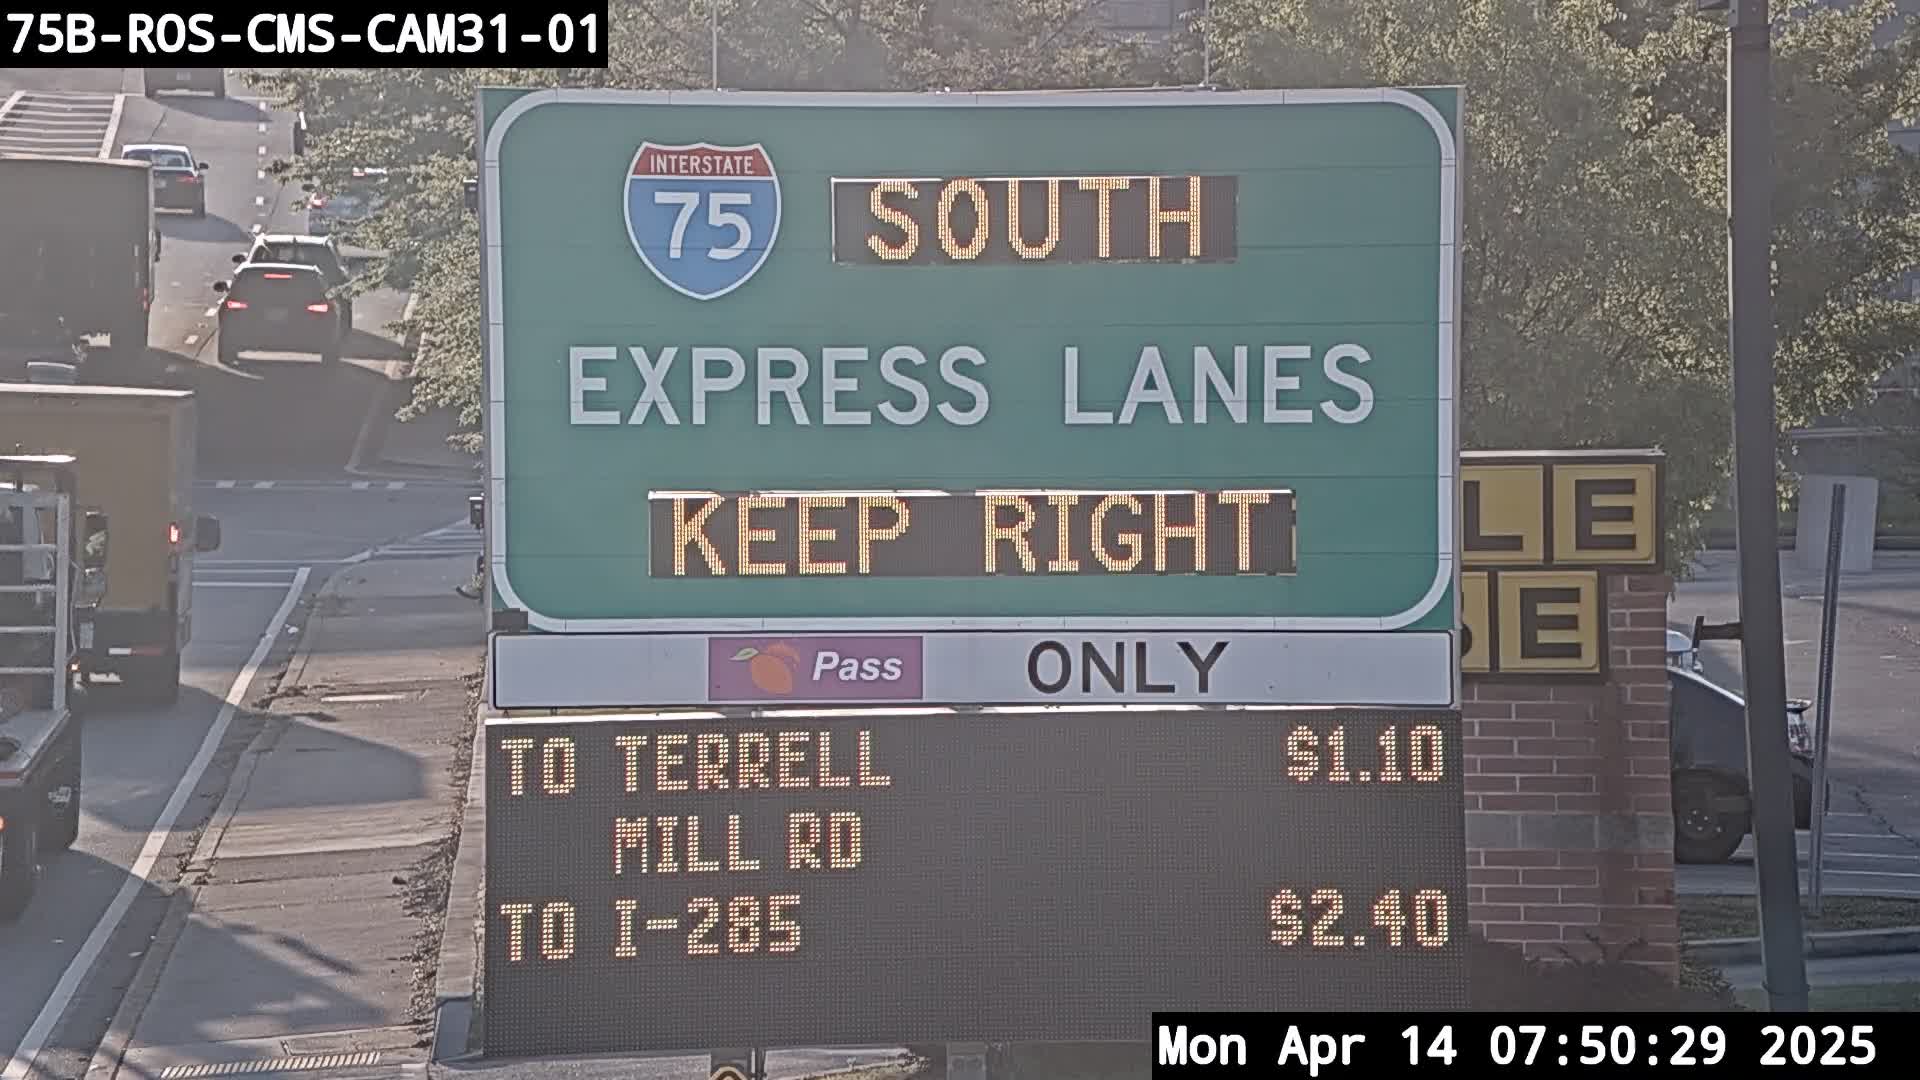 75B-ROS-CMS-CAM31-01
INTERSTATE
75
SOUTH
EXPRESS LANES
KEEP RIGHT
Pass ONLY
TO TERRELL $1.10
MILL RD
TO I-285 $2.40
LE
E
Mon Apr 14 07:50:29 2025